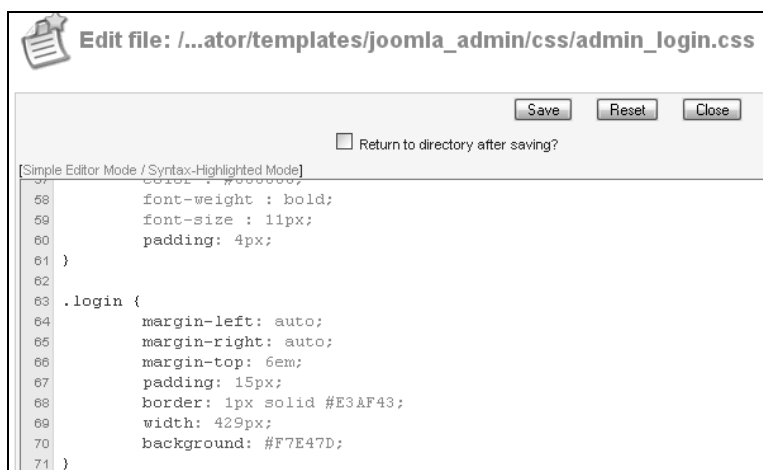 Edit file: /...ator/templates/joomla_admin/css/admin_login.css
Save Reset Close
Return to directory after saving?
[Simple Editor Mode / Syntax-Highlighted Mode]
57 color : #000000;
58 font-weight : bold;
59 font-size : 11px;
60 padding: 4px;
61 }
62
63 .login {
64 margin-left: auto;
65 margin-right: auto;
66 margin-top: 6em;
67 padding: 15px;
68 border: 1px solid #E3AF43;
69 width: 429px;
70 background: #F7E47D;
71 }